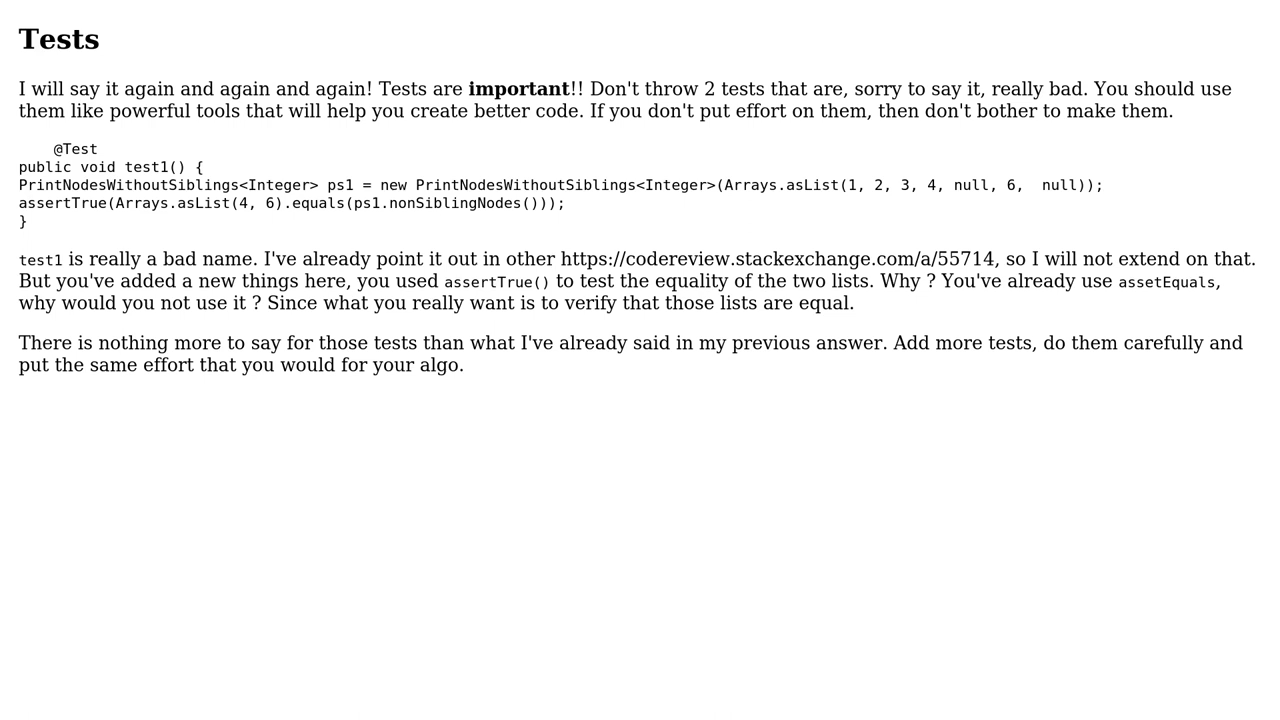 Tests
I will say it again and again and again! Tests are important!! Don't throw 2 tests that are, sorry to say it, really bad. You should use
them like powerful tools that will help you create better code. If you don't put effort on them, then don't bother to make them.
    @Test
public void test1() {
PrintNodesWithoutSiblings<Integer> ps1 = new PrintNodesWithoutSiblings<Integer>(Arrays.asList(1, 2, 3, 4, null, 6,  null));
assertTrue(Arrays.asList(4, 6).equals(ps1.nonSiblingNodes()));
}
test1 is really a bad name. I've already point it out in other https://codereview.stackexchange.com/a/55714, so I will not extend on that.
But you've added a new things here, you used assertTrue() to test the equality of the two lists. Why ? You've already use assetEquals,
why would you not use it ? Since what you really want is to verify that those lists are equal.
There is nothing more to say for those tests than what I've already said in my previous answer. Add more tests, do them carefully and
put the same effort that you would for your algo.